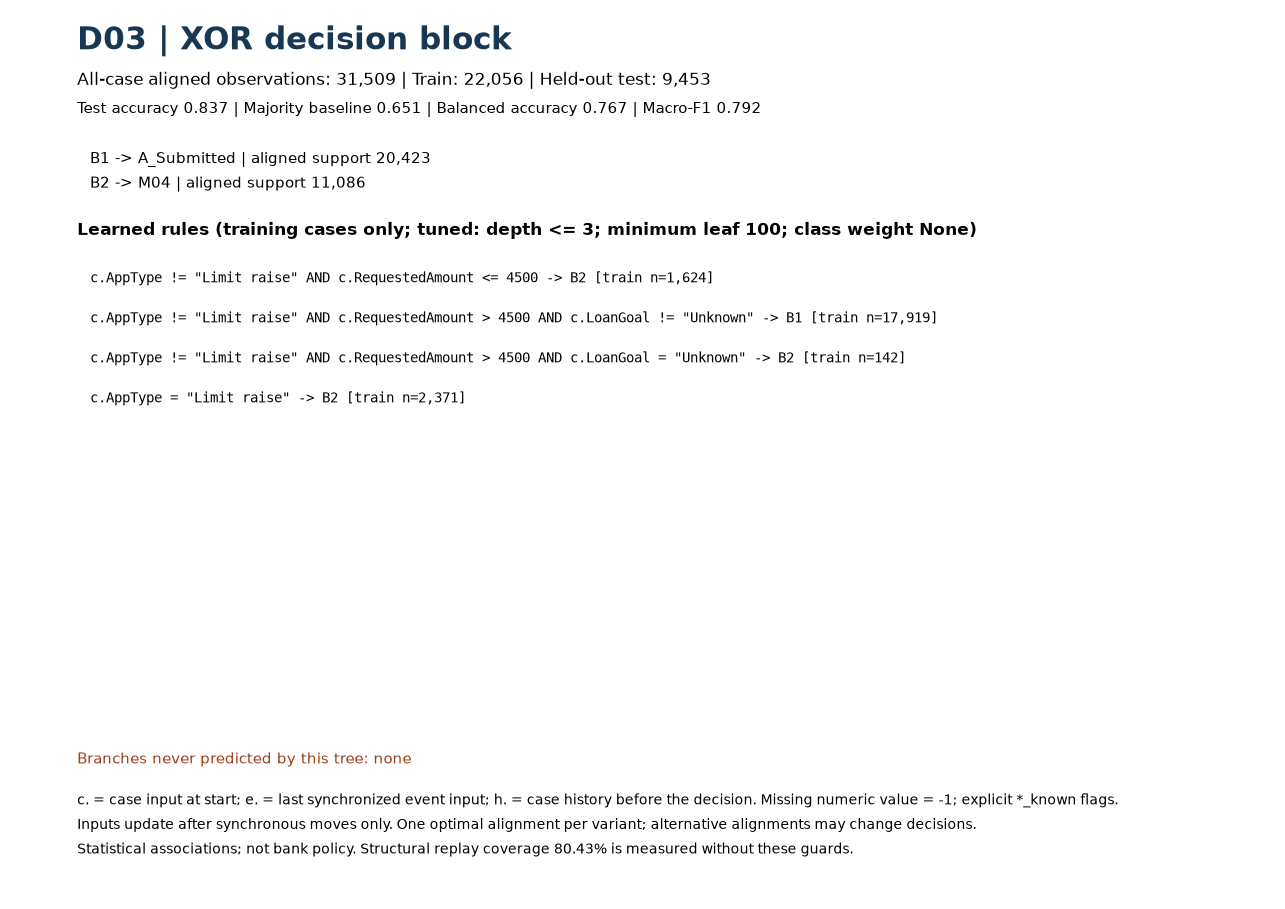 D03 | XOR decision block
All-case aligned observations: 31,509 | Train: 22,056 | Held-out test: 9,453
Test accuracy 0.837 | Majority baseline 0.651 | Balanced accuracy 0.767 | Macro-F1 0.792
B1 -> A_Submitted | aligned support 20,423
B2 -> M04 | aligned support 11,086
Learned rules (training cases only; tuned: depth <= 3; minimum leaf 100; class weight None)
c.AppType != "Limit raise" AND c.RequestedAmount <= 4500 -> B2 [train n=1,624]
c.AppType != "Limit raise" AND c.RequestedAmount > 4500 AND c.LoanGoal != "Unknown" -> B1 [train n=17,919]
c.AppType != "Limit raise" AND c.RequestedAmount > 4500 AND c.LoanGoal = "Unknown" -> B2 [train n=142]
c.AppType = "Limit raise" -> B2 [train n=2,371]
Branches never predicted by this tree: none
c. = case input at start; e. = last synchronized event input; h. = case history before the decision. Missing numeric value = -1; explicit *_known flags.
Inputs update after synchronous moves only. One optimal alignment per variant; alternative alignments may change decisions.
Statistical associations; not bank policy. Structural replay coverage 80.43% is measured without these guards.